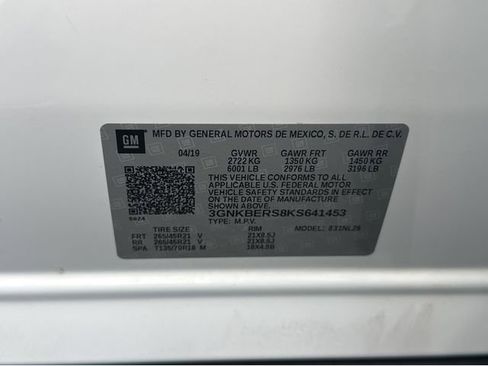 GM MFD BY GENERAL MOTORS DE MEXICO, S. DE R.L. DE C.V.
04/19 GVWR GAWR FRT GAWR RR
2722 KG 1350 KG 1450 KG
6001 LB 2976 LB 3196 LB
THIS VEHICLE CONFORMS TO ALL
APPLICABLE U.S. FEDERAL MOTOR
VEHICLE SAFETY STANDARDS IN EFFECT
ON THE DATE OF MANUFACTURE SHOWN ABOVE.
3GNKBERS8KS641453
TYPE: M.P.V.
TIRE SIZE RIM MODEL:
FRT 265/45R21 V 21X8.5J
RR 265/45R21 V 21X8.5J
SPA T135/70R18 M 18X4.5B